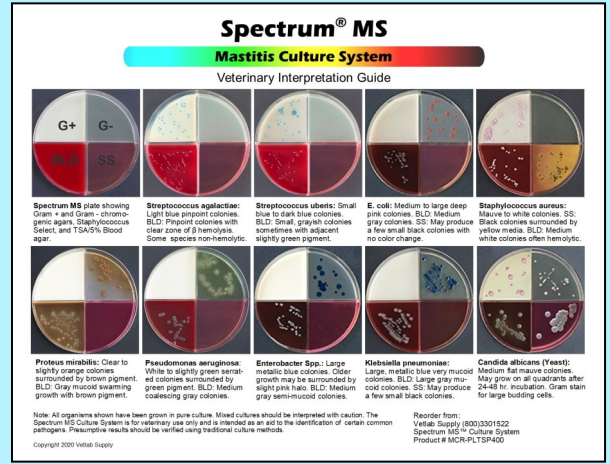 Spectrum® MS
Mastitis Culture System
Veterinary Interpretation Guide
G+ G-
BLD SS
Spectrum MS plate showing
Gram + and Gram - chromo-
genic agars, Staphylococcus
Select, and TSA/5% Blood
agar.
Streptococcus agalactiae:
Light blue pinpoint colonies.
BLD: Pinpoint colonies with
clear zone of β hemolysis.
Some species non-hemolytic.
Streptococcus uberis: Small
blue to dark blue colonies.
BLD: Small, grayish colonies
sometimes with adjacent
slightly green pigment.
E. coli: Medium to large deep
pink colonies. BLD: Medium
gray colonies. SS: May produce
a few small black colonies with
no color change.
Staphylococcus aureus:
Mauve to white colonies. SS:
Black colonies surrounded by
yellow media. BLD: Medium
white colonies often hemolytic.
Proteus mirabilis: Clear to
slightly orange colonies
surrounded by brown pigment.
BLD: Gray mucoid swarming
growth with brown pigment.
Pseudomonas aeruginosa:
White to slightly green serrat-
ed colonies surrounded by
green pigment. BLD: Medium
coalescing gray colonies.
Enterobacter Spp.: Large
metallic blue colonies. Older
growth may be surrounded by
slight pink halo. BLD: Medium
gray semi-mucoid colonies.
Klebsiella pneumoniae:
Large, metallic blue very mucoid
colonies. BLD: Large gray mu-
coid colonies. SS: May produce
a few small black colonies.
Candida albicans (Yeast):
Medium flat mauve colonies.
May grow on all quadrants after
24-48 hr. incubation. Gram stain
for large budding cells.
Note: All organisms shown have been grown in pure culture. Mixed cultures should be interpreted with caution. The
Spectrum MS Culture System is for veterinary use only and is intended as an aid to the identification of certain common
pathogens. Presumptive results should be verified using traditional culture methods.
Copyright 2020 Vetlab Supply
Reorder from:
Vetlab Supply (800)3301522
Spectrum MS™ Culture System
Product # MCR-PLTSP400